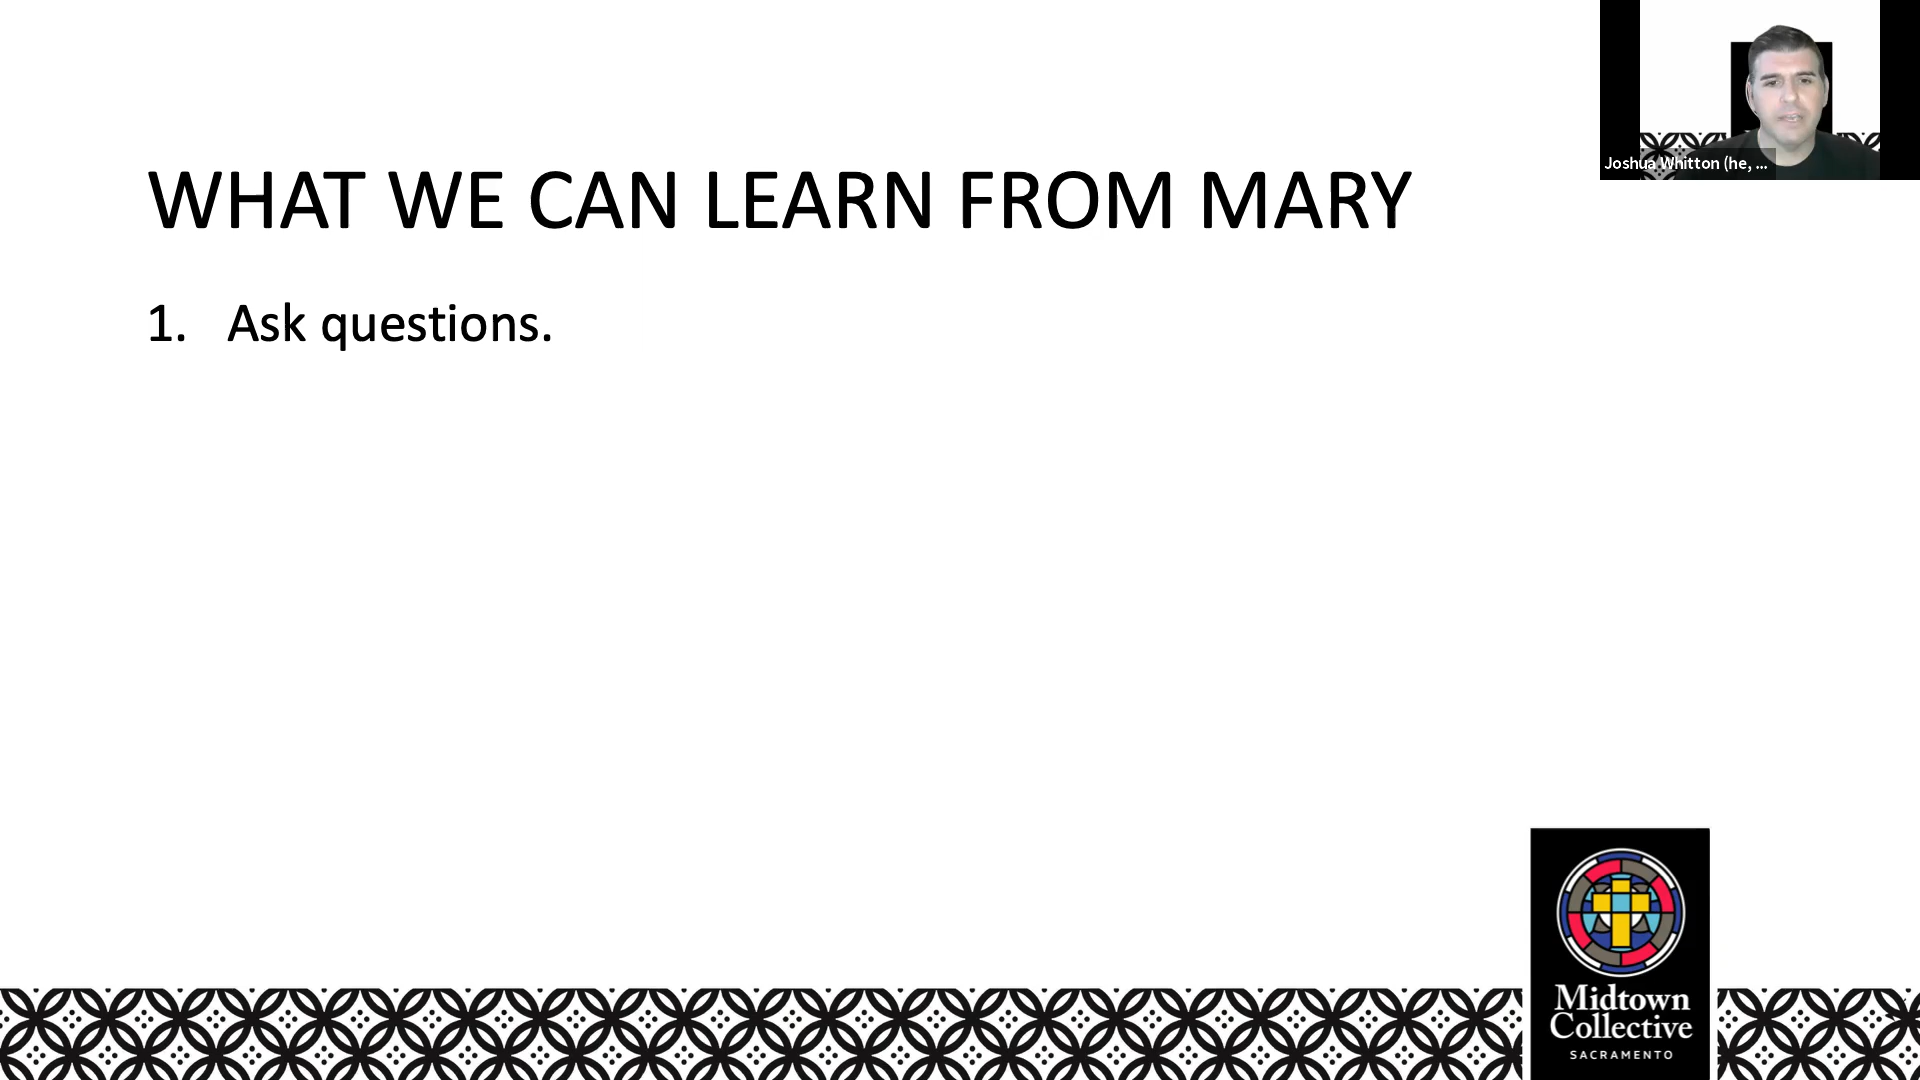 Joshua Whitton (he, ...
WHAT WE CAN LEARN FROM MARY
1. Ask questions.
Midtown
Collective
SACRAMENTO